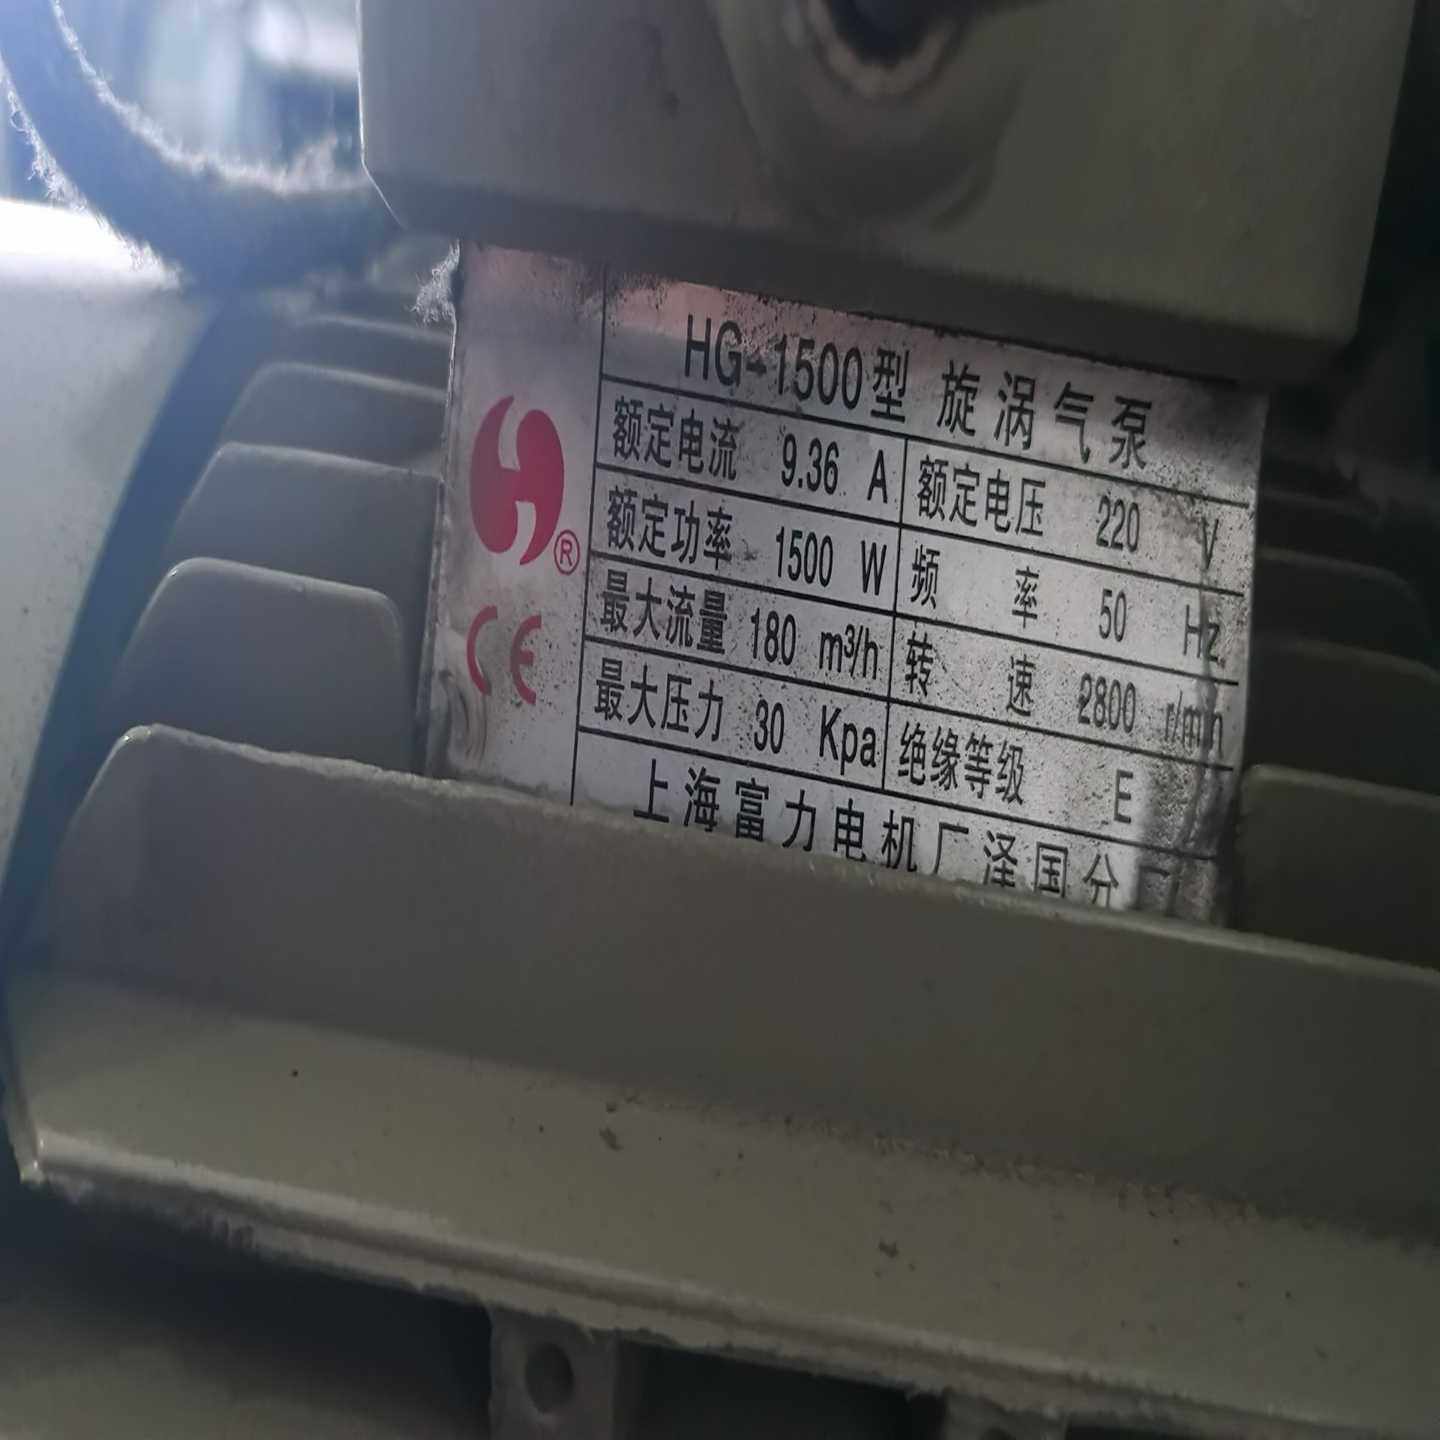 HG-1500型 旋涡气泵
额定电流 9.36 A 额定电压 220 V
额定功率 1500 W 频率 50 Hz
最大流量 180 m³/h 转速 2800 r/min
最大压力 30 Kpa 绝缘等级 E
上海富力电机厂泽国分厂
®
CE